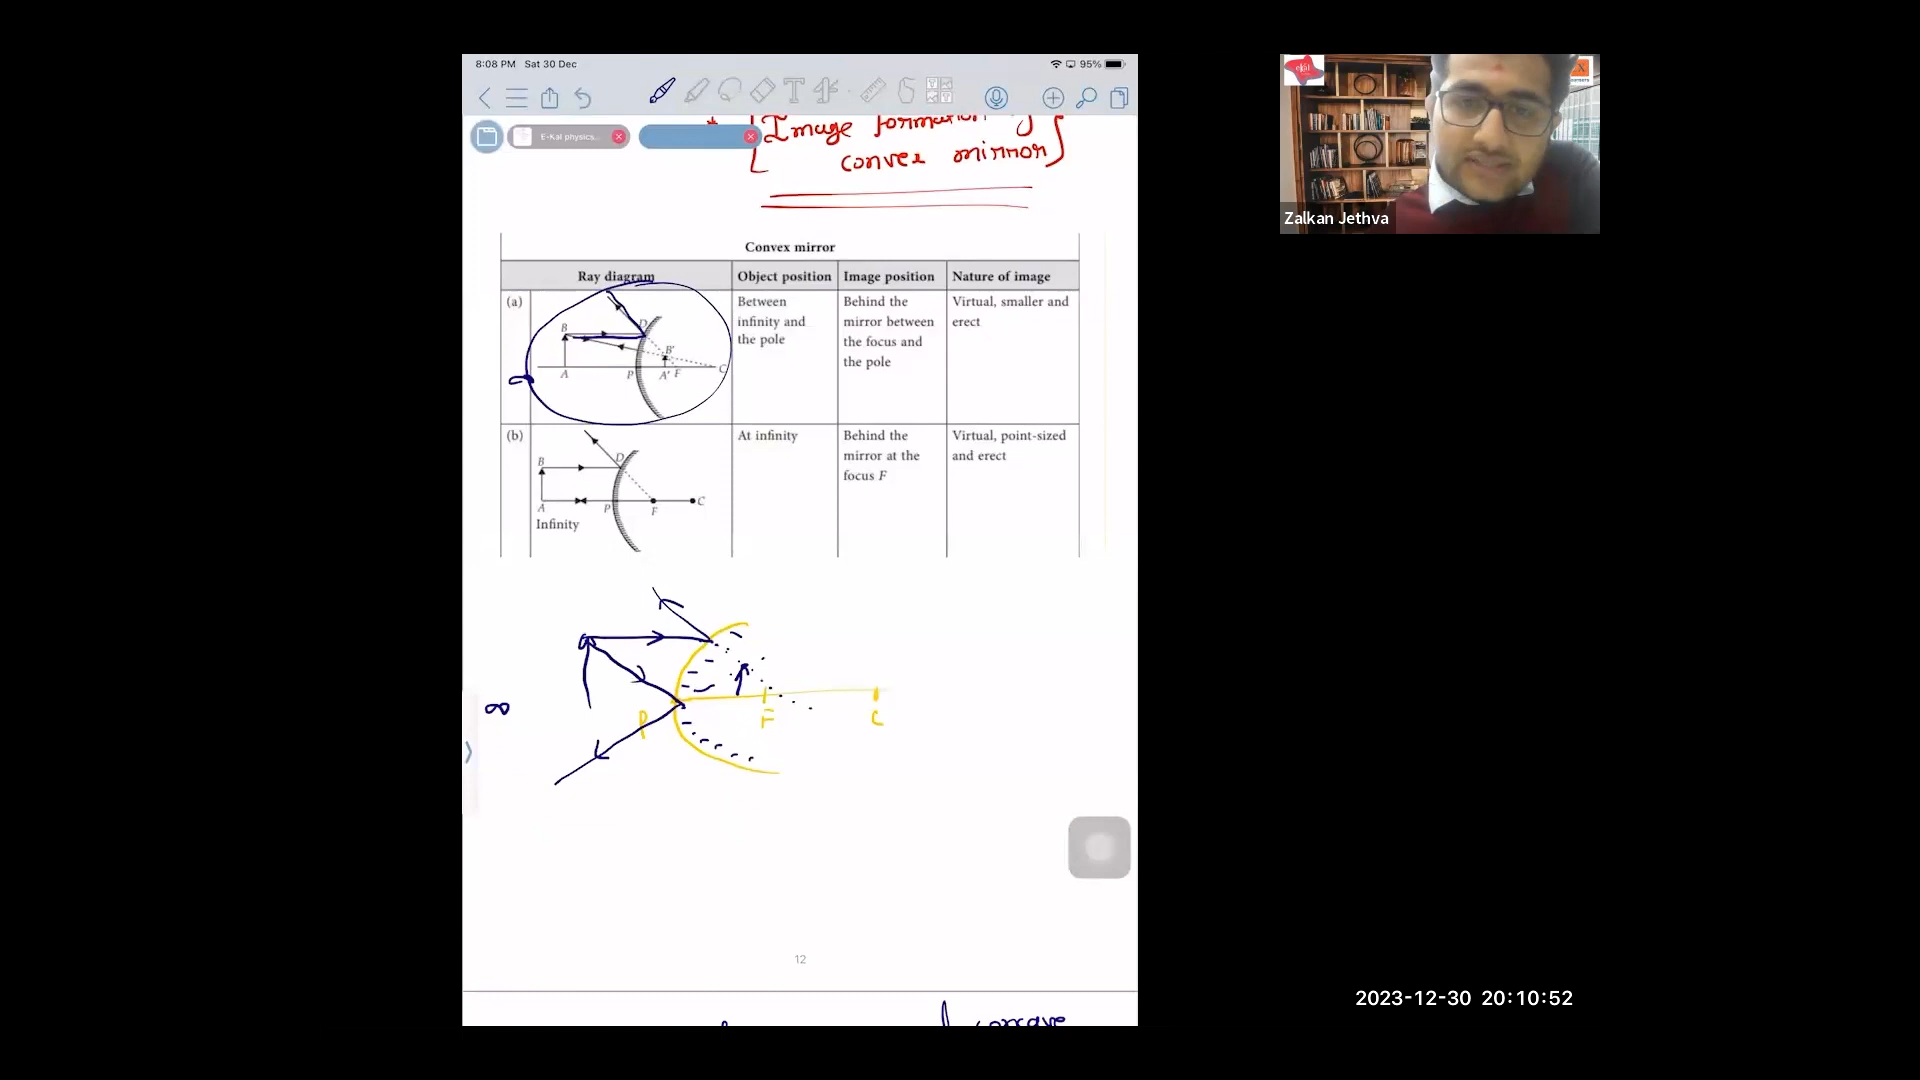 8:08 PM Sat 30 Dec
95%
E-Kal physics...
Image formation of
convex mirror
Convex mirror
Ray diagram Object position Image position Nature of image
(a) Between infinity and the pole Behind the mirror between the focus and the pole Virtual, smaller and erect
B D B' A P A' F C
(b) At infinity Behind the mirror at the focus F Virtual, point-sized and erect
B D A P F C
Infinity
∞ P F C
12
concave
Zalkan Jethva
2023-12-30 20:10:52